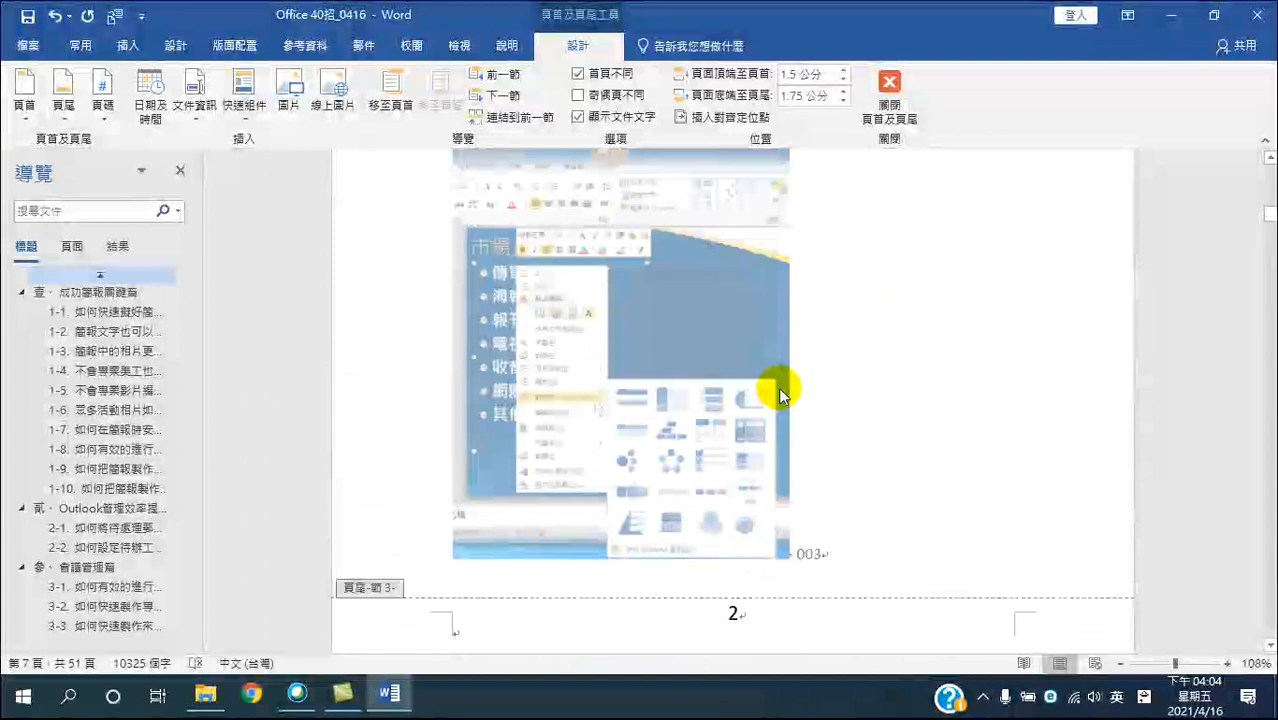 Office 40招_0416 - Word
頁首及頁尾工具
登入
檔案 常用 插入 設計 版面配置 參考資料 郵件 校閱 檢視 說明 設計 告訴我您想做什麼 共用
頁首 頁尾 頁碼 日期及時間 文件資訊 快速組件 圖片 線上圖片 移至頁首 至頁尾
前一節 首頁不同 頁面頂端至頁首: 1.5 公分
下一節 奇偶頁不同 頁面底端至頁尾: 1.75 公分
連結到前一節 顯示文件文字 插入對齊定位點
關閉
頁首及頁尾
頁首及頁尾 插入 導覽 選項 位置 關閉
導覽
搜尋文件
標題 頁面 結果
壹、成功簡報關鍵篇
1-1. 如何快速擬好簡...
1-2. 簡報文字也可以...
1-3. 簡報中的相片更...
1-4. 不會專業美工也...
1-5 不會專業影片編...
1-6. 眾多活動相片如...
1-7. 如何在簡報時安...
1-8. 如何有效的進行...
1-9. 如何把簡報製作...
1-10. 如何把簡報製作...
貳、Outlook管理效率提...
2-1. 如何將待處理郵...
2-2 如何設定待辦工...
參、會議管理篇
3-1. 如何有效的進行...
3-2. 如何快速製作專...
3-3 如何快速製作來...
市場
傳
網
報
電
收
網
其他
003
頁尾-節 3-
2
第 7 頁，共 51 頁 10325 個字 中文 (台灣) 108%
英
下午 04:04
星期五
2021/4/16